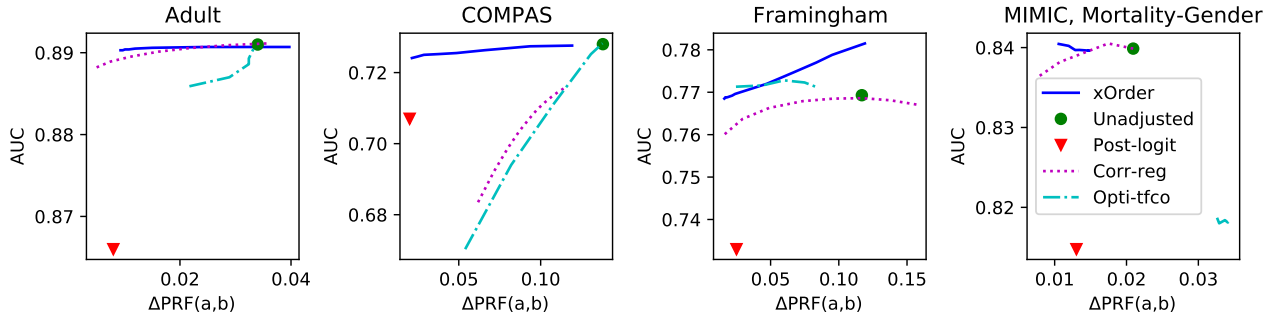 Adult
AUC
0.89
0.88
0.87
0.02
0.04
ΔPRF(a,b)
COMPAS
AUC
0.72
0.70
0.68
0.05
0.10
ΔPRF(a,b)
Framingham
AUC
0.78
0.77
0.76
0.75
0.74
0.05
0.10
0.15
ΔPRF(a,b)
MIMIC, Mortality-Gender
AUC
0.84
0.83
0.82
xOrder
Unadjusted
Post-logit
Corr-reg
Opti-tfco
0.01
0.02
0.03
ΔPRF(a,b)